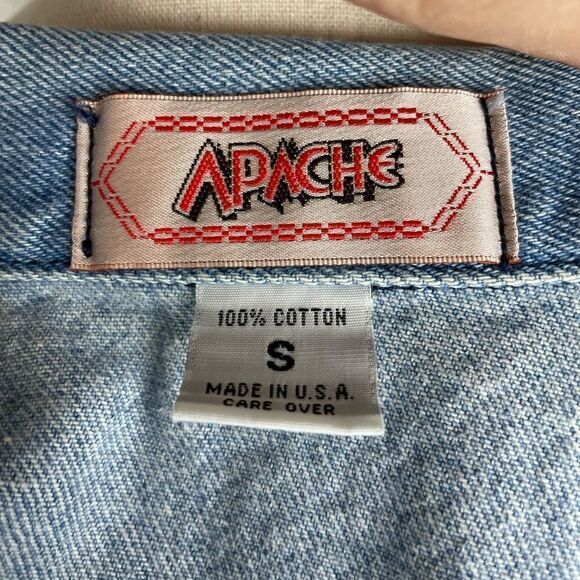 APACHE
100% COTTON
S
MADE IN U.S.A.
CARE OVER